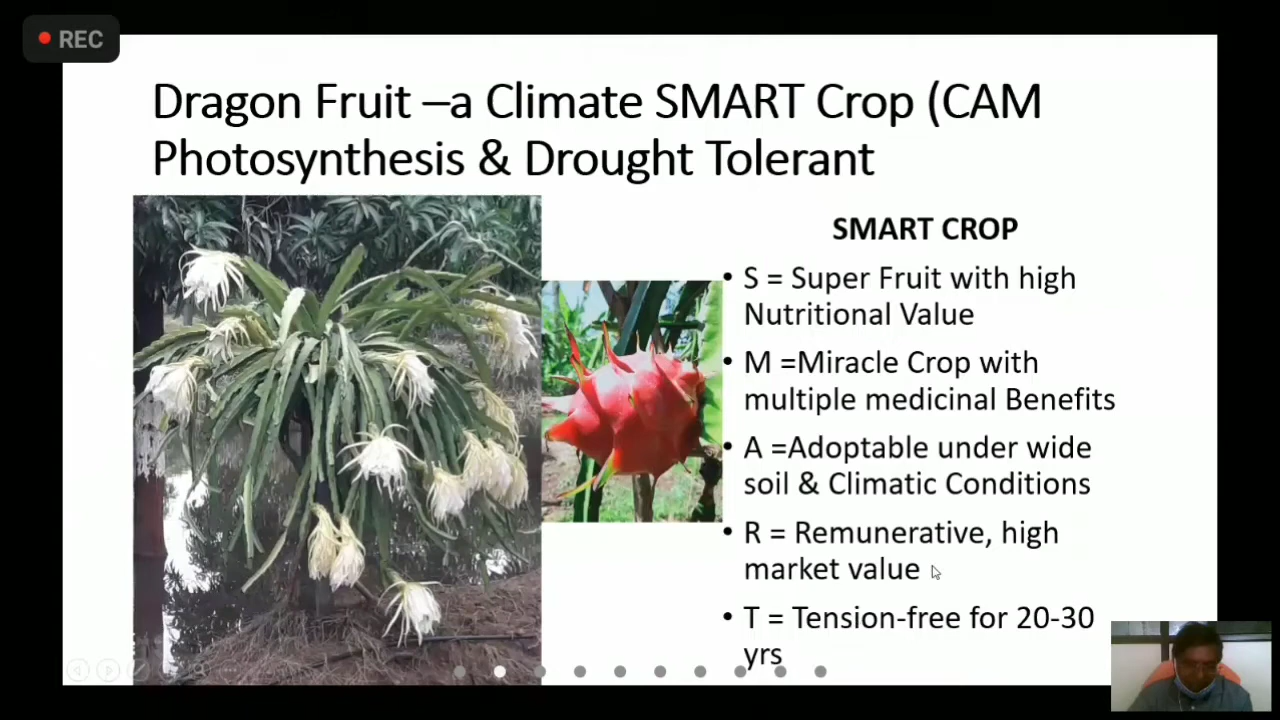 REC
Dragon Fruit –a Climate SMART Crop (CAM
Photosynthesis & Drought Tolerant
SMART CROP
• S = Super Fruit with high
Nutritional Value
• M =Miracle Crop with
multiple medicinal Benefits
• A =Adoptable under wide
soil & Climatic Conditions
• R = Remunerative, high
market value
• T = Tension-free for 20-30
yrs